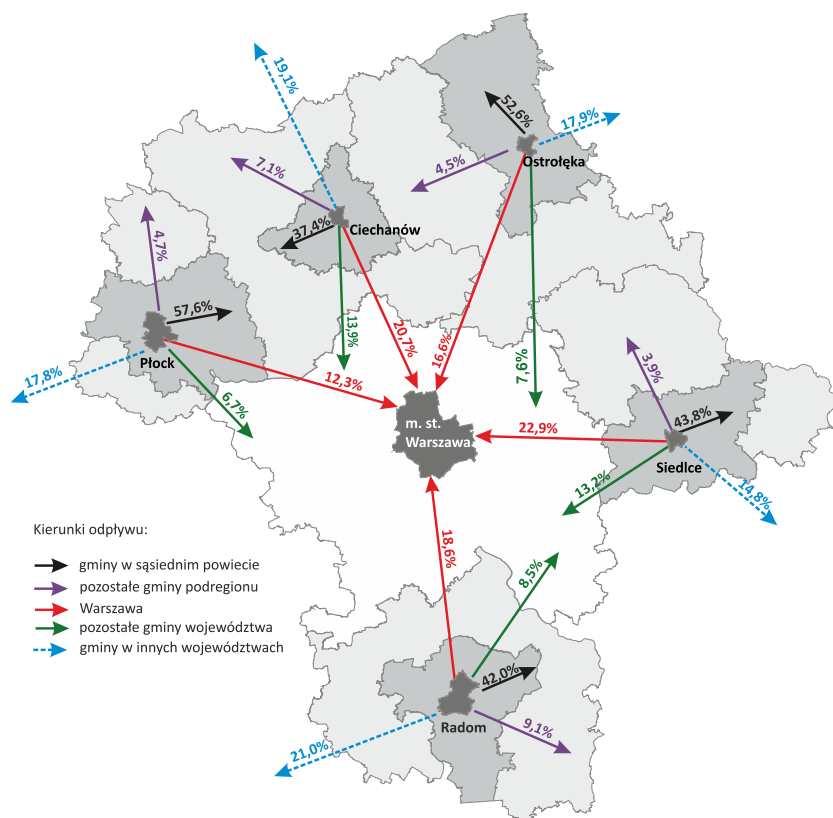 19,1%
52,6%
17,9%
Ostrołęka
4,5%
7,1%
37,4%
Ciechanów
4,7%
57,6%
13,9%
20,7%
16,6%
7,6%
Płock
17,8%
6,7%
12,3%
3,9%
43,8%
m. st.
Warszawa
22,9%
Siedlce
13,2%
14,8%
Kierunki odpływu:
gminy w sąsiednim powiecie
pozostałe gminy podregionu
Warszawa
pozostałe gminy województwa
gminy w innych województwach
18,6%
8,5%
42,0%
Radom
9,1%
21,0%